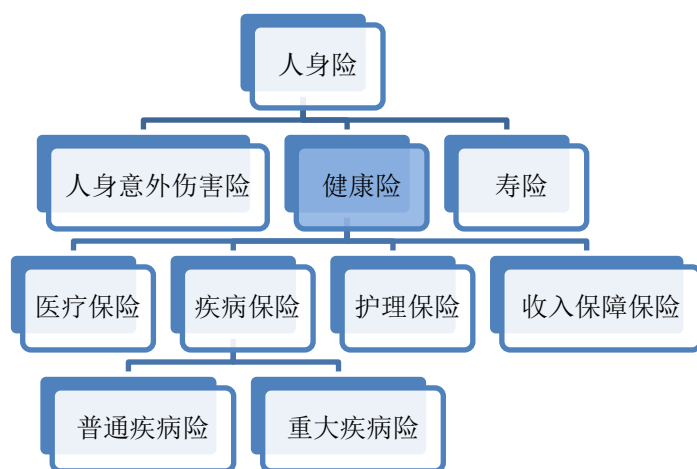 人身险
人身意外伤害险 健康险 寿险
医疗保险 疾病保险 护理保险 收入保障保险
普通疾病险 重大疾病险